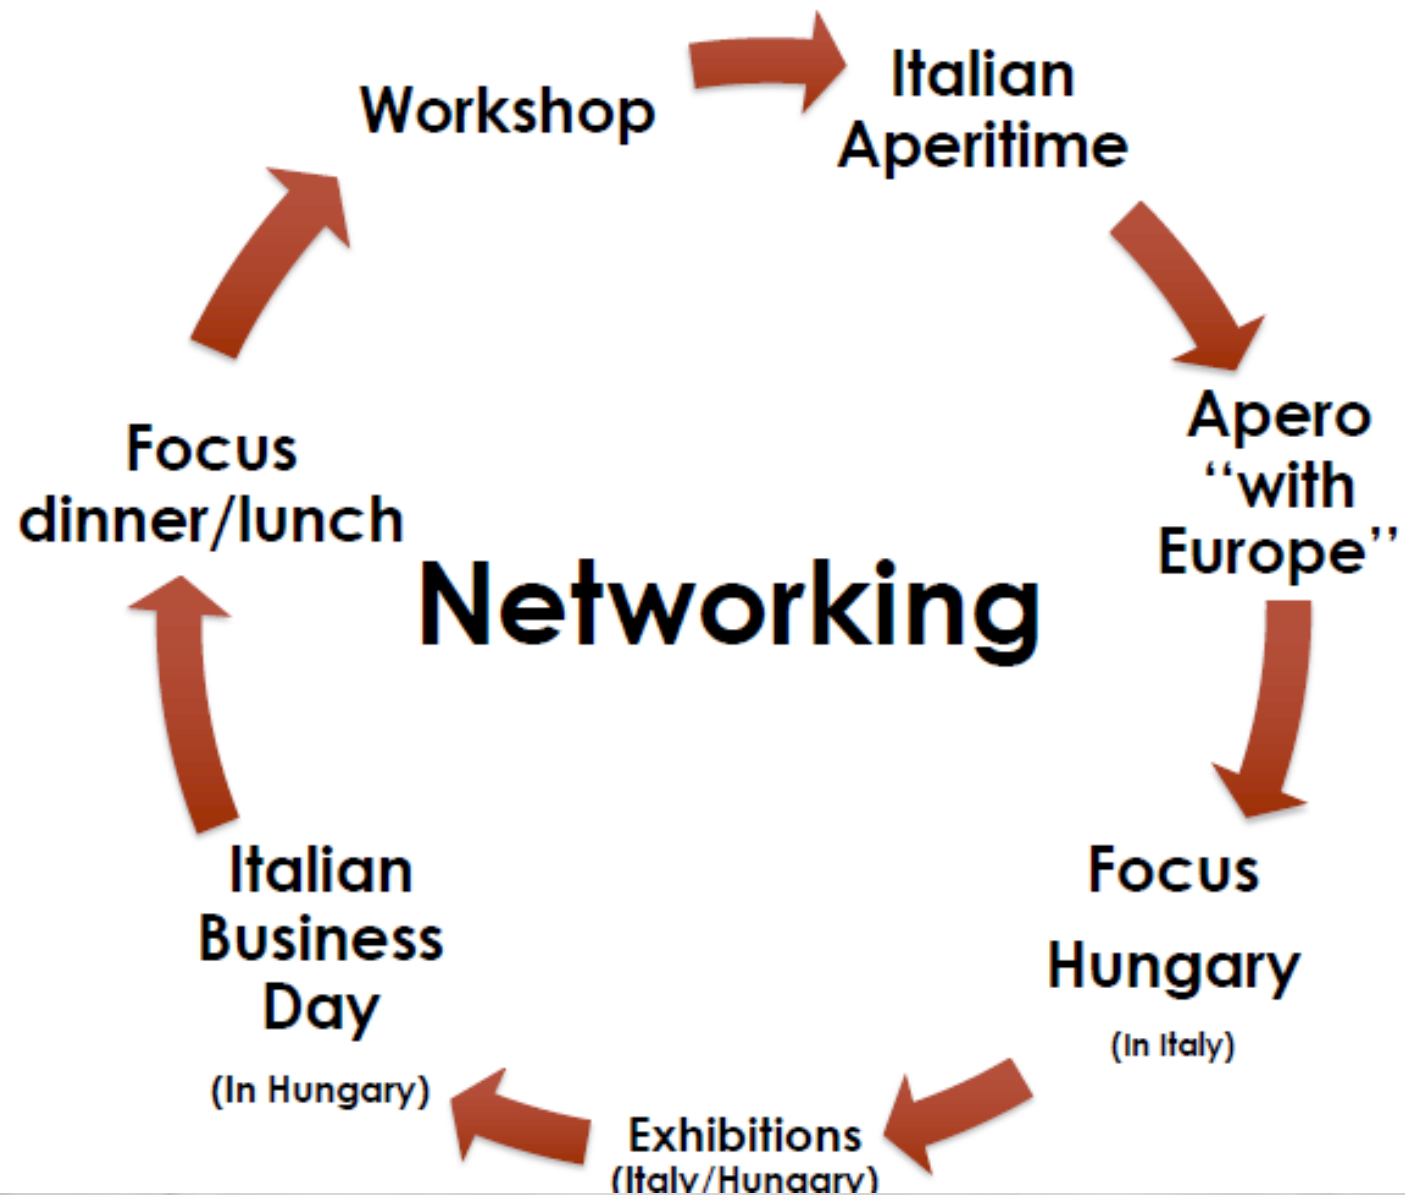 Workshop
Italian
Aperitime
Apero
“with
Europe”
Focus
Hungary
(In Italy)
Exhibitions
(Italy/Hungary)
Italian
Business
Day
(In Hungary)
Focus
dinner/lunch
Networking